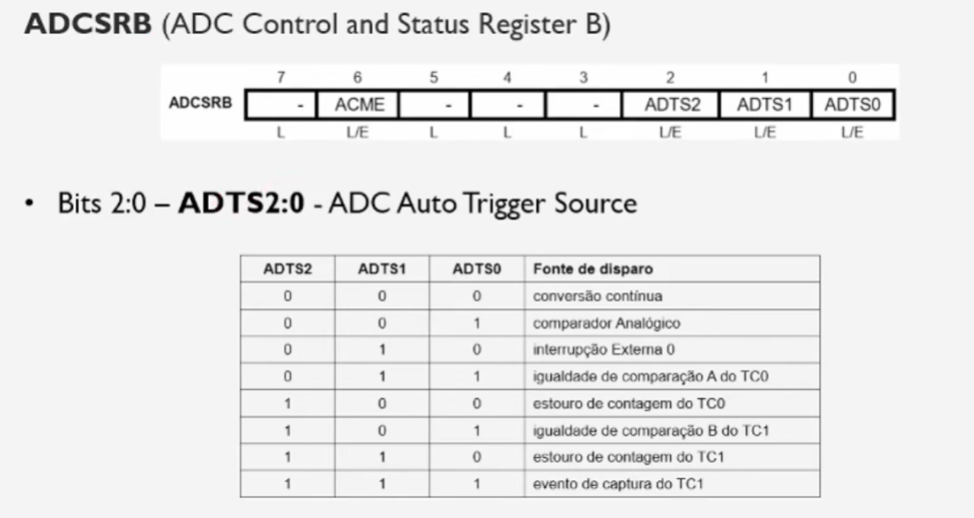 ADCSRB (ADC Control and Status Register B)
7 6 5 4 3 2 1 0
ADCSRB - ACME - - - ADTS2 ADTS1 ADTS0
L L/E L L L L/E L/E L/E
• Bits 2:0 – ADTS2:0 - ADC Auto Trigger Source
ADTS2 ADTS1 ADTS0 Fonte de disparo
0 0 0 conversão contínua
0 0 1 comparador Analógico
0 1 0 interrupção Externa 0
0 1 1 igualdade de comparação A do TC0
1 0 0 estouro de contagem do TC0
1 0 1 igualdade de comparação B do TC1
1 1 0 estouro de contagem do TC1
1 1 1 evento de captura do TC1